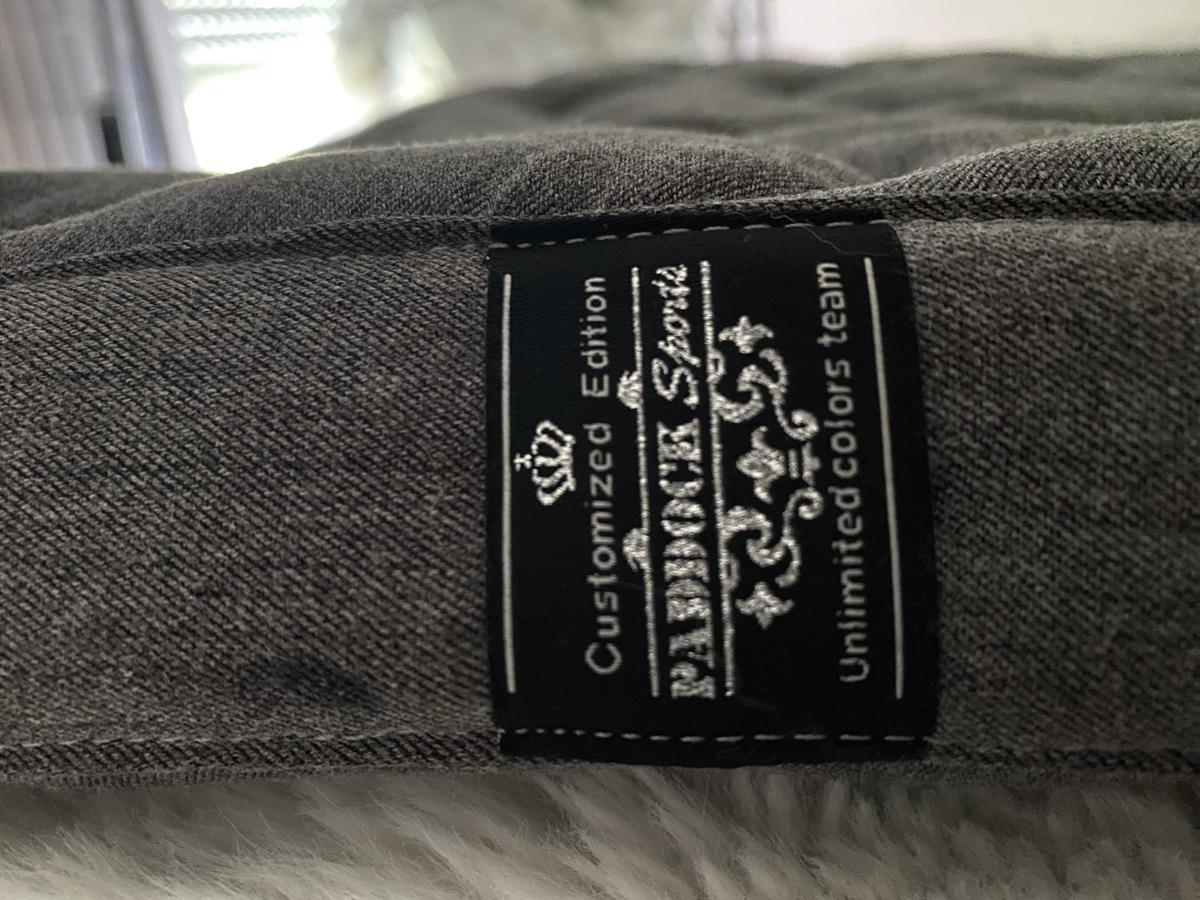 Customized Edition
PADDOCK Sports
Unlimited colors team